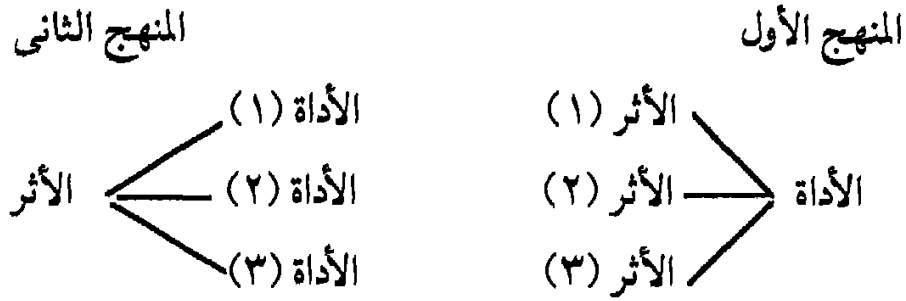 المنهج الأول المنهج الثانى
الأثر (١) الأداة (١)
الأداة الأثر (٢) الأداة (٢) الأثر
الأثر (٣) الأداة (٣)